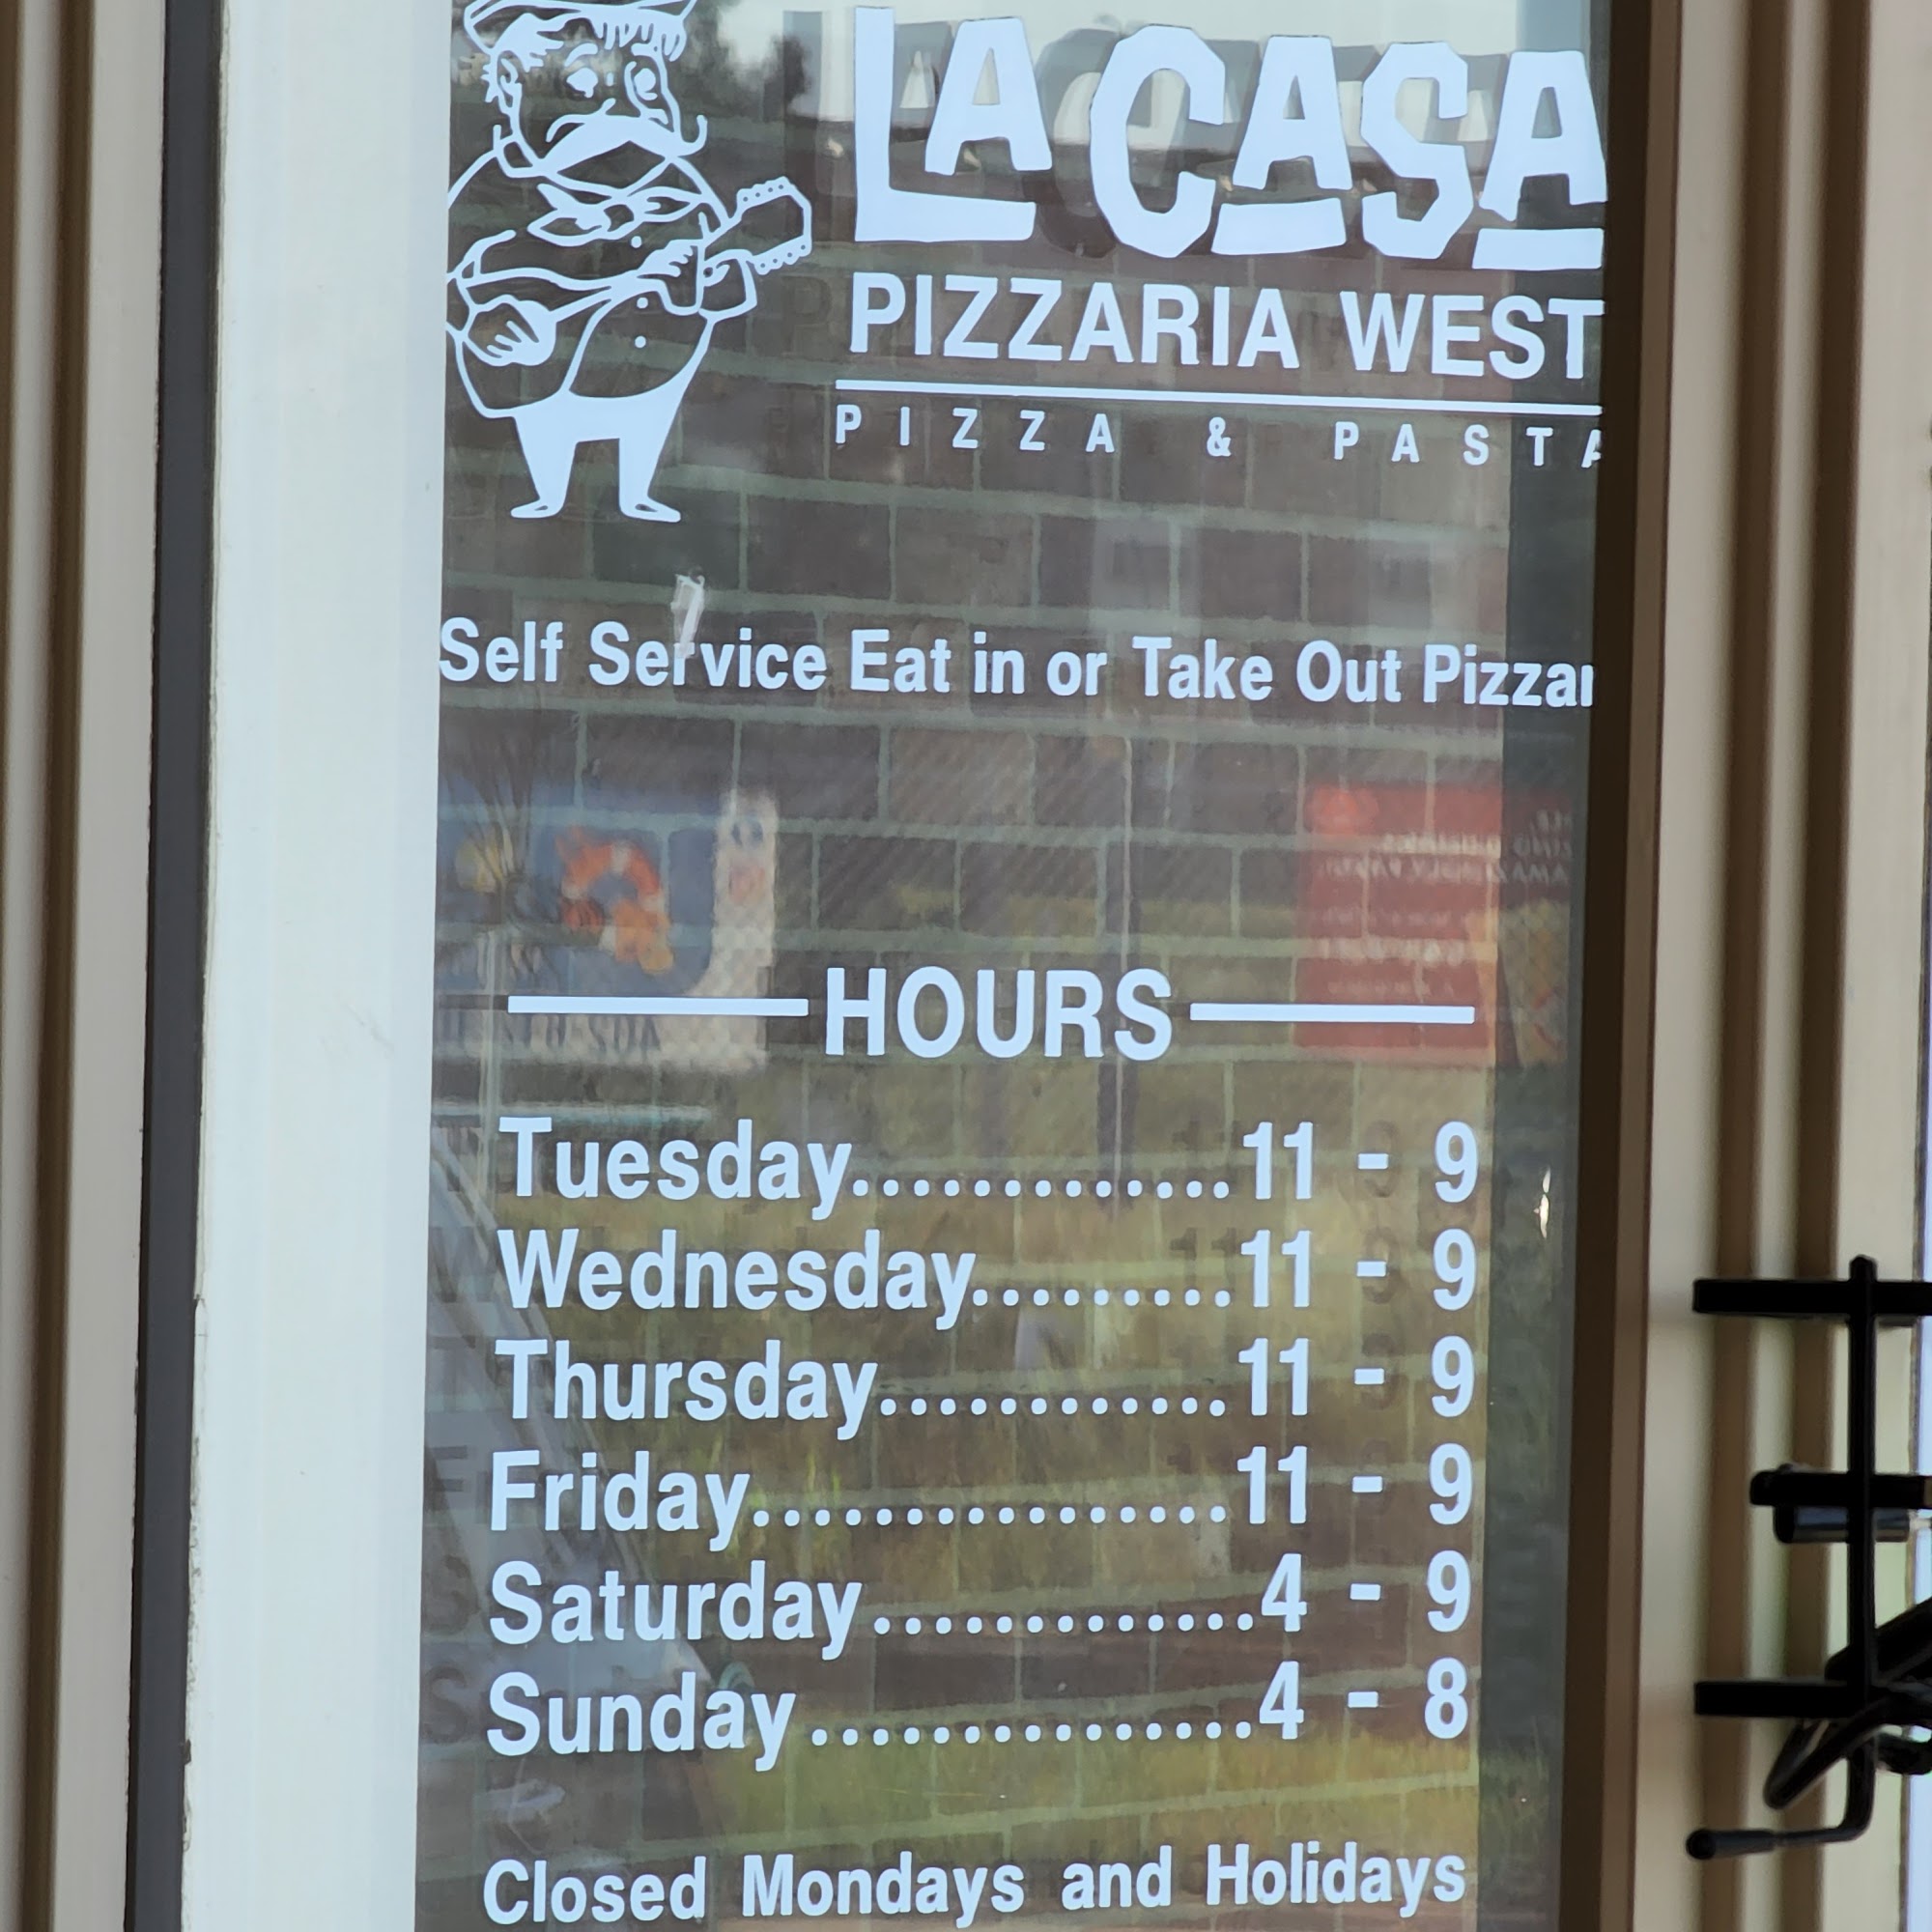 LA CASA
PIZZARIA WEST
PIZZA & PASTA
Self Service Eat in or Take Out Pizzar
HOURS
Tuesday.............11 - 9
Wednesday.........11 - 9
Thursday............11 - 9
Friday................11 - 9
Saturday.............4 - 9
Sunday...............4 - 8
Closed Mondays and Holidays